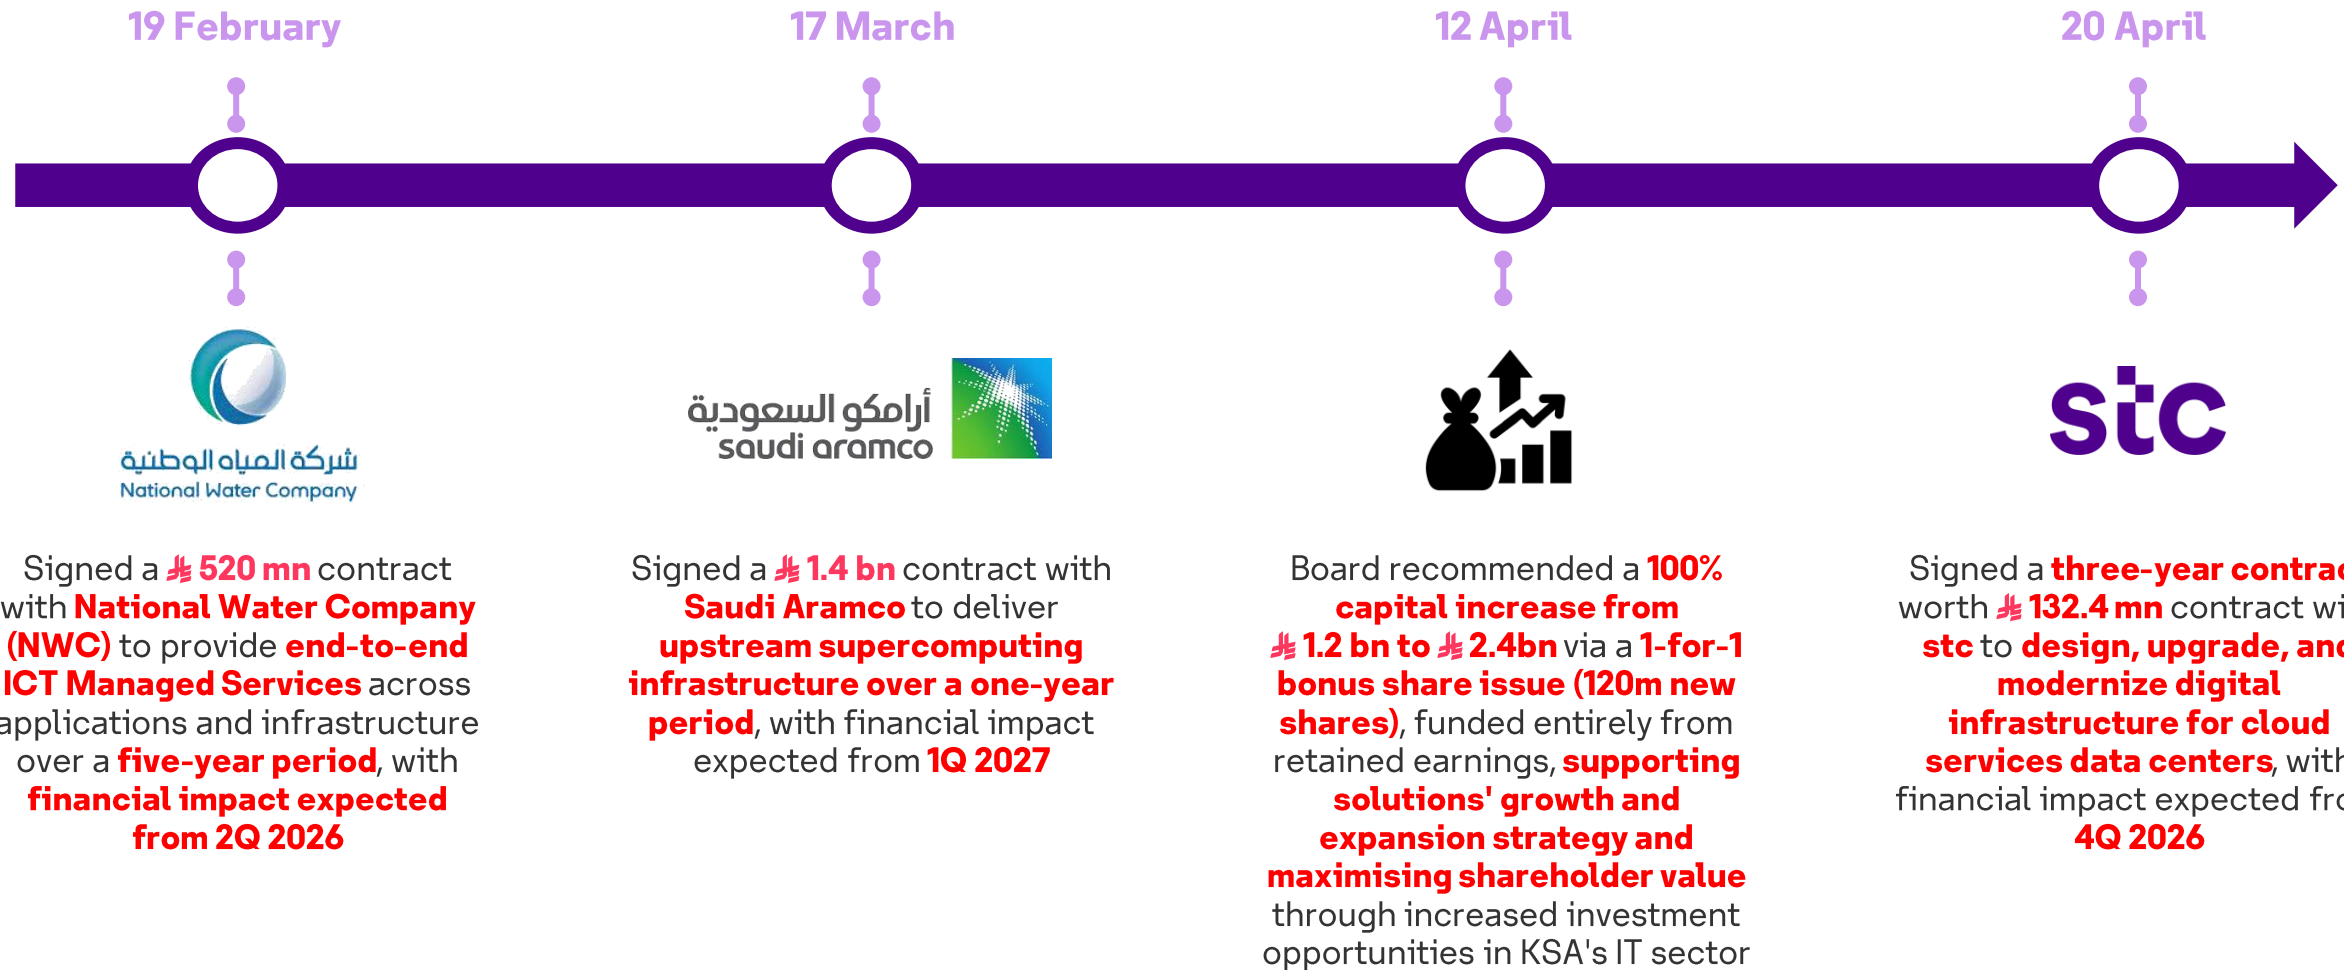 19 February
17 March
12 April
20 April
شركة المياه الوطنية
National Water Company
أرامكو السعودية
saudi aramco
stc
Signed a 520 mn contract
with National Water Company
(NWC) to provide end-to-end
ICT Managed Services across
applications and infrastructure
over a five-year period, with
financial impact expected
from 2Q 2026
Signed a 1.4 bn contract with
Saudi Aramco to deliver
upstream supercomputing
infrastructure over a one-year
period, with financial impact
expected from 1Q 2027
Board recommended a 100%
capital increase from
1.2 bn to 2.4bn via a 1-for-1
bonus share issue (120m new
shares), funded entirely from
retained earnings, supporting
solutions' growth and
expansion strategy and
maximising shareholder value
through increased investment
opportunities in KSA's IT sector
Signed a three-year contrac
worth 132.4 mn contract wi
stc to design, upgrade, and
modernize digital
infrastructure for cloud
services data centers, with
financial impact expected fro
4Q 2026